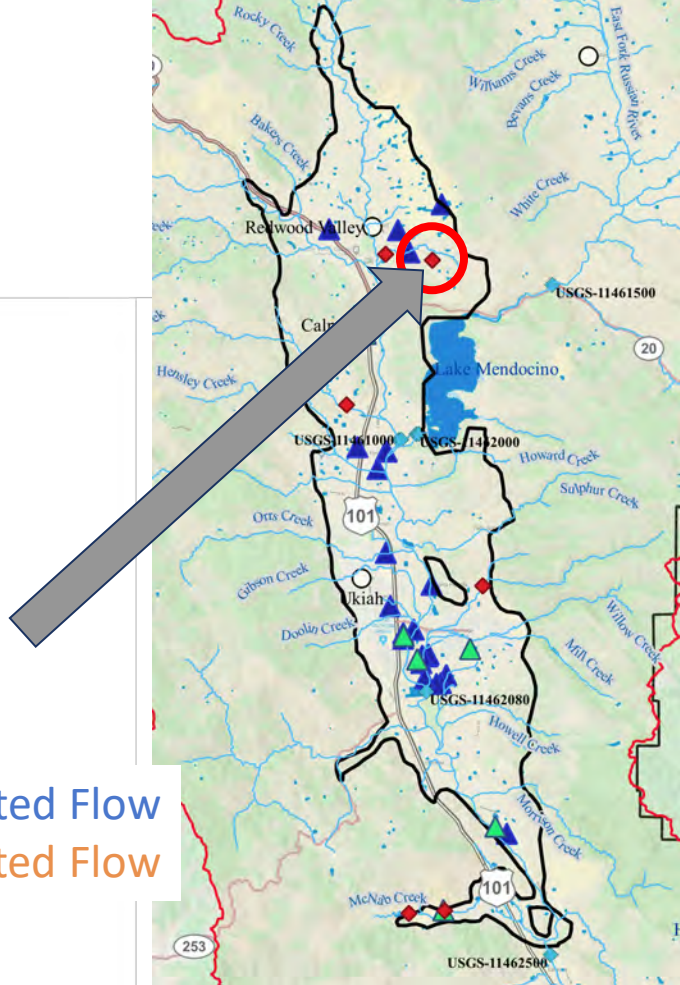 Rocky Creek
East Fork Russian River
Williams Creek
Bevans Creek
Bakers Creek
White Creek
Redwood Valley
USGS-11461500
20
Lake Mendocino
Hensley Creek
USGS-11461000
Howard Creek
Sulphur Creek
101
Orrs Creek
Gibson Creek
Ukiah
Doolin Creek
Willow Creek
Mill Creek
USGS-11462080
Howell Creek
ted Flow
Morrison Creek
ted Flow
101
McNab Creek
253
USGS-11462500